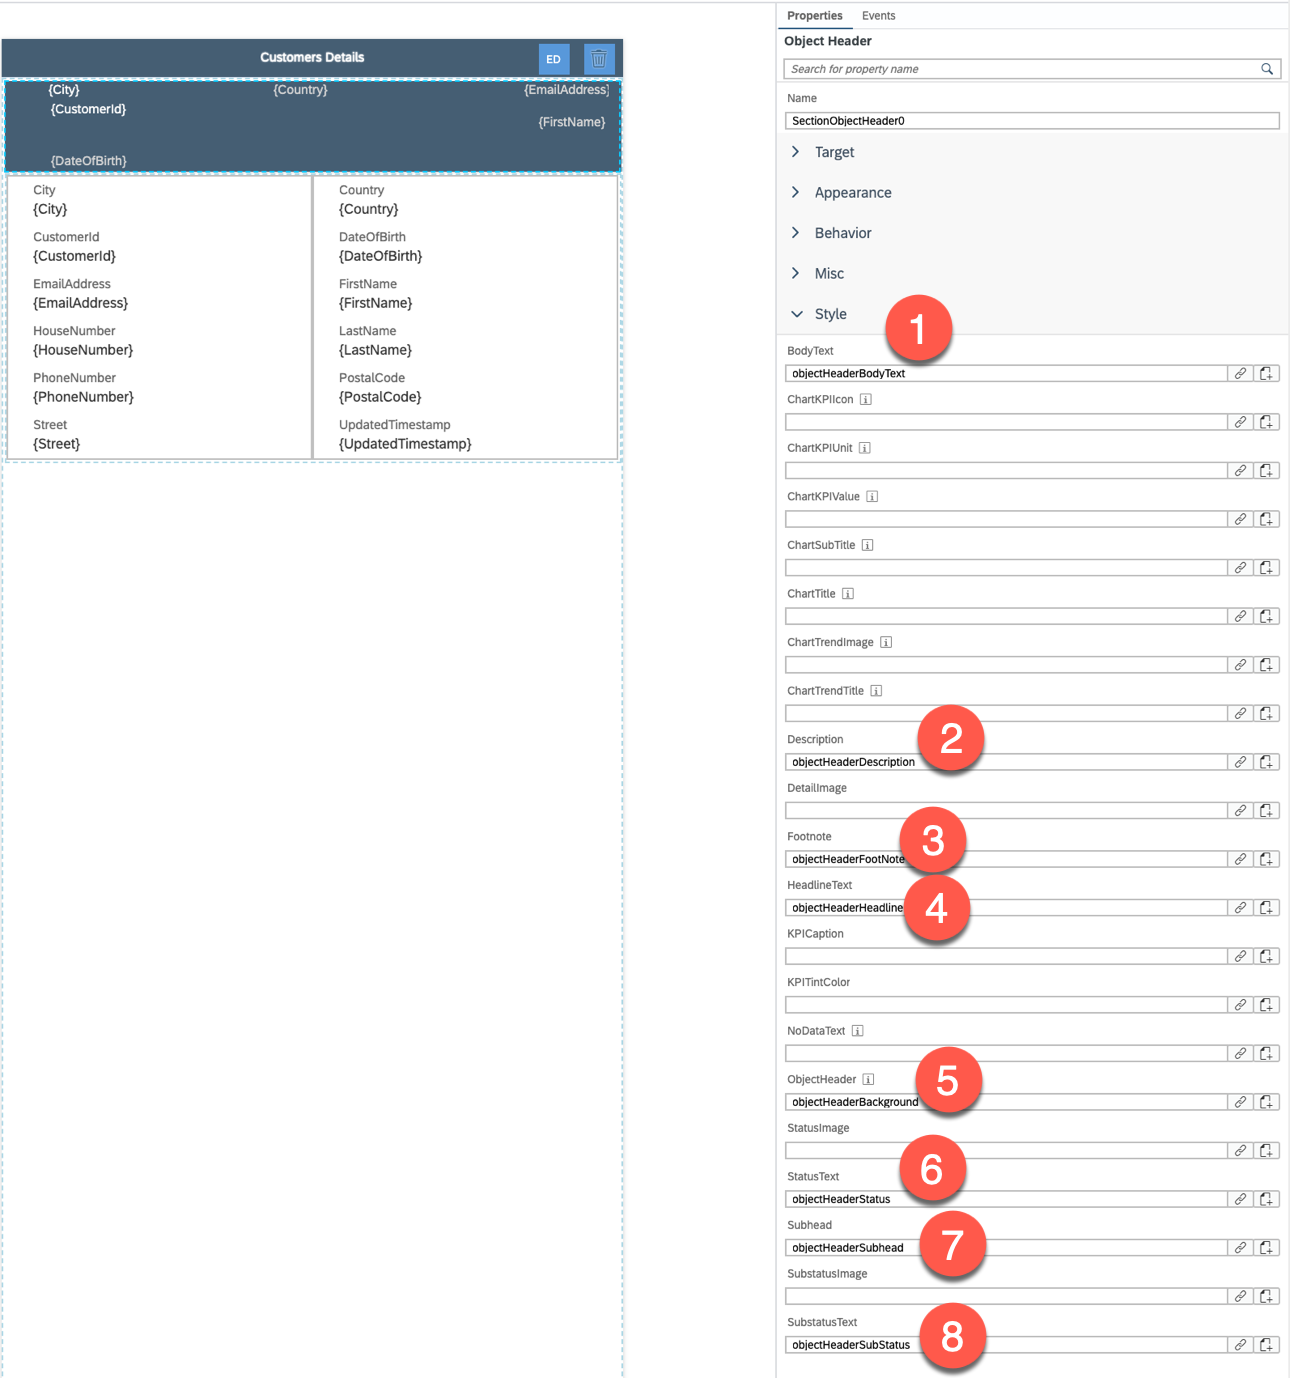 Customers Details
ED
{City}
{Country}
{EmailAddress}
{CustomerId}
{FirstName}
{DateOfBirth}
City
{City}
CustomerId
{CustomerId}
EmailAddress
{EmailAddress}
HouseNumber
{HouseNumber}
PhoneNumber
{PhoneNumber}
Street
{Street}
Country
{Country}
DateOfBirth
{DateOfBirth}
FirstName
{FirstName}
LastName
{LastName}
PostalCode
{PostalCode}
UpdatedTimestamp
{UpdatedTimestamp}
Properties
Events
Object Header
Search for property name
Name
SectionObjectHeader0
Target
Appearance
Behavior
Misc
Style
1
BodyText
objectHeaderBodyText
ChartKPIIcon
ChartKPIUnit
ChartKPIValue
ChartSubTitle
ChartTitle
ChartTrendImage
ChartTrendTitle
2
Description
objectHeaderDescription
DetailImage
3
Footnote
objectHeaderFootNote
4
HeadlineText
objectHeaderHeadline
KPICaption
KPITintColor
NoDataText
5
ObjectHeader
objectHeaderBackground
StatusImage
6
StatusText
objectHeaderStatus
Subhead
7
objectHeaderSubhead
SubstatusImage
SubstatusText
8
objectHeaderSubStatus